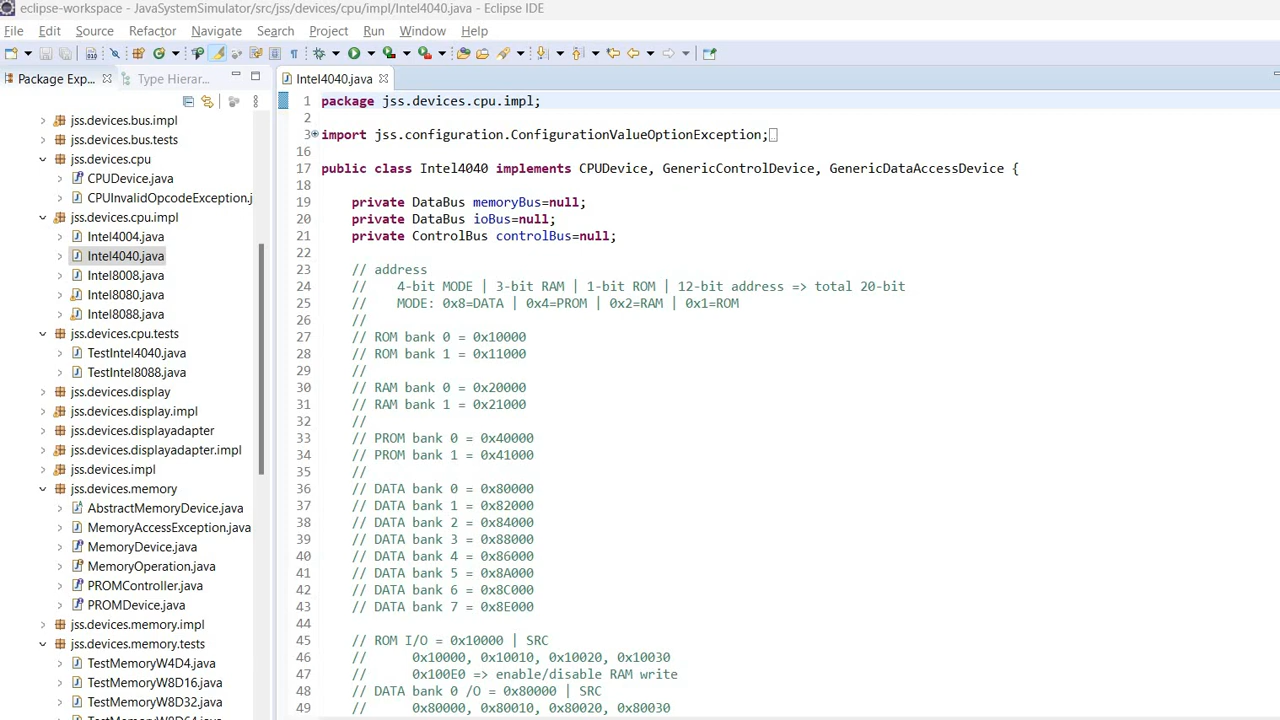 eclipse-workspace - JavaSystemSimulator/src/jss/devices/cpu/impl/Intel4040.java - Eclipse IDE
File Edit Source Refactor Navigate Search Project Run Window Help
Package Exp... Type Hierar...
jss.devices.bus.impl
jss.devices.bus.tests
jss.devices.cpu
CPUDevice.java
CPUInvalidOpcodeException.j
jss.devices.cpu.impl
Intel4004.java
Intel4040.java
Intel8008.java
Intel8080.java
Intel8088.java
jss.devices.cpu.tests
TestIntel4040.java
TestIntel8088.java
jss.devices.display
jss.devices.display.impl
jss.devices.displayadapter
jss.devices.displayadapter.impl
jss.devices.impl
jss.devices.memory
AbstractMemoryDevice.java
MemoryAccessException.java
MemoryDevice.java
MemoryOperation.java
PROMController.java
PROMDevice.java
jss.devices.memory.impl
jss.devices.memory.tests
TestMemoryW4D4.java
TestMemoryW8D16.java
TestMemoryW8D32.java
TestMemoryW8D64.java
Intel4040.java
1 package jss.devices.cpu.impl;
2
3 import jss.configuration.ConfigurationValueOptionException;
16
17 public class Intel4040 implements CPUDevice, GenericControlDevice, GenericDataAccessDevice {
18
19 private DataBus memoryBus=null;
20 private DataBus ioBus=null;
21 private ControlBus controlBus=null;
22
23 // address
24 // 4-bit MODE | 3-bit RAM | 1-bit ROM | 12-bit address => total 20-bit
25 // MODE: 0x8=DATA | 0x4=PROM | 0x2=RAM | 0x1=ROM
26 //
27 // ROM bank 0 = 0x10000
28 // ROM bank 1 = 0x11000
29 //
30 // RAM bank 0 = 0x20000
31 // RAM bank 1 = 0x21000
32 //
33 // PROM bank 0 = 0x40000
34 // PROM bank 1 = 0x41000
35 //
36 // DATA bank 0 = 0x80000
37 // DATA bank 1 = 0x82000
38 // DATA bank 2 = 0x84000
39 // DATA bank 3 = 0x88000
40 // DATA bank 4 = 0x86000
41 // DATA bank 5 = 0x8A000
42 // DATA bank 6 = 0x8C000
43 // DATA bank 7 = 0x8E000
44
45 // ROM I/O = 0x10000 | SRC
46 // 0x10000, 0x10010, 0x10020, 0x10030
47 // 0x100E0 => enable/disable RAM write
48 // DATA bank 0 /O = 0x80000 | SRC
49 // 0x80000, 0x80010, 0x80020, 0x80030